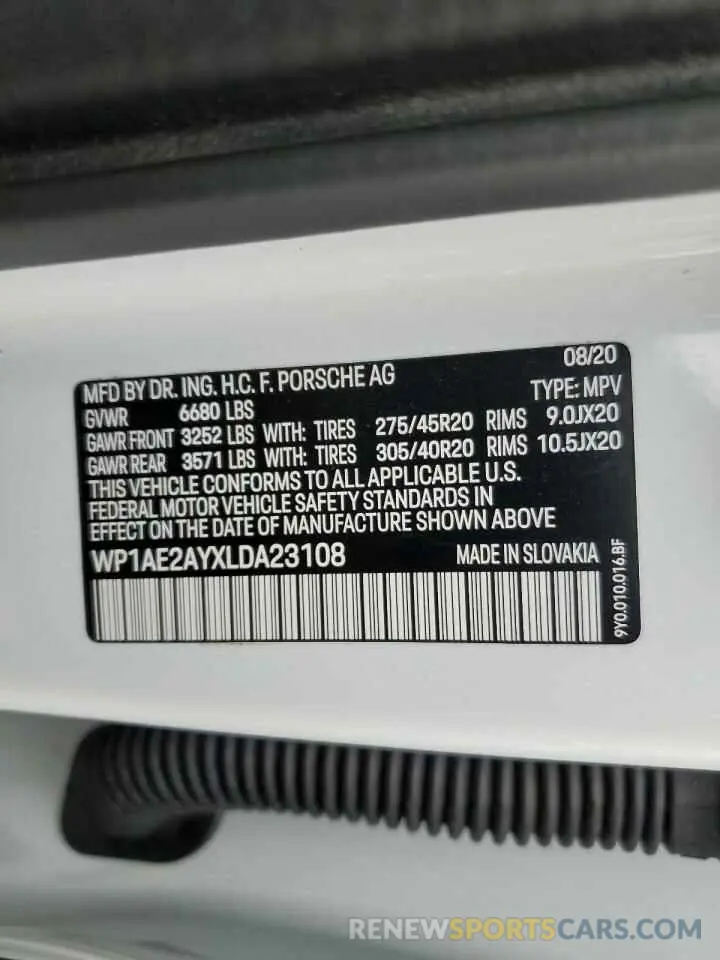 08/20
MFD BY DR. ING. H.C. F. PORSCHE AG TYPE: MPV
GVWR 6680 LBS
GAWR FRONT 3252 LBS WITH: TIRES 275/45R20 RIMS 9.0JX20
GAWR REAR 3571 LBS WITH: TIRES 305/40R20 RIMS 10.5JX20
THIS VEHICLE CONFORMS TO ALL APPLICABLE U.S.
FEDERAL MOTOR VEHICLE SAFETY STANDARDS IN
EFFECT ON THE DATE OF MANUFACTURE SHOWN ABOVE
WP1AE2AYXLDA23108 MADE IN SLOVAKIA
9Y0.010.016.BF
RENEWSPORTSCARS.COM